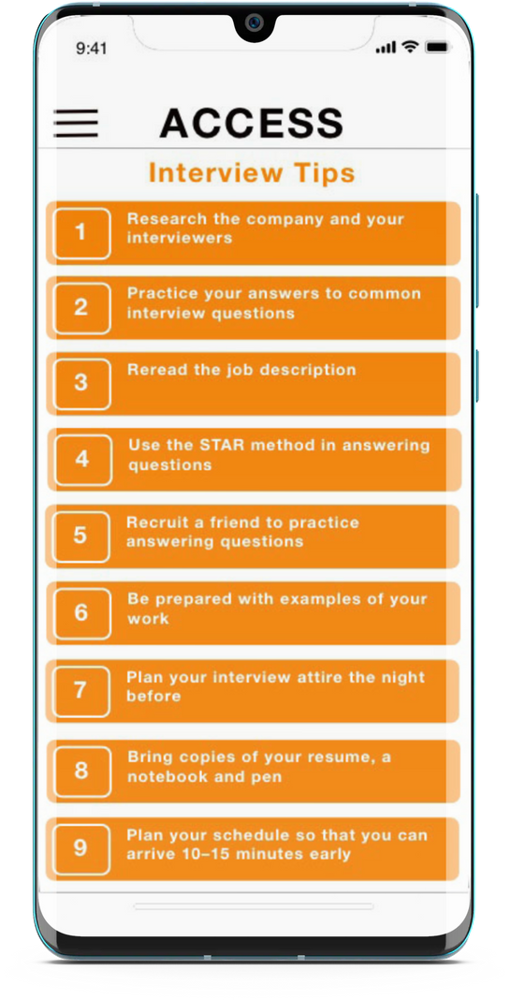 9:41
ACCESS
Interview Tips
1
Research the company and your
interviewers
2
Practice your answers to common
interview questions
3
Reread the job description
4
Use the STAR method in answering
questions
5
Recruit a friend to practice
answering questions
6
Be prepared with examples of your
work
7
Plan your interview attire the night
before
8
Bring copies of your resume, a
notebook and pen
9
Plan your schedule so that you can
arrive 10–15 minutes early